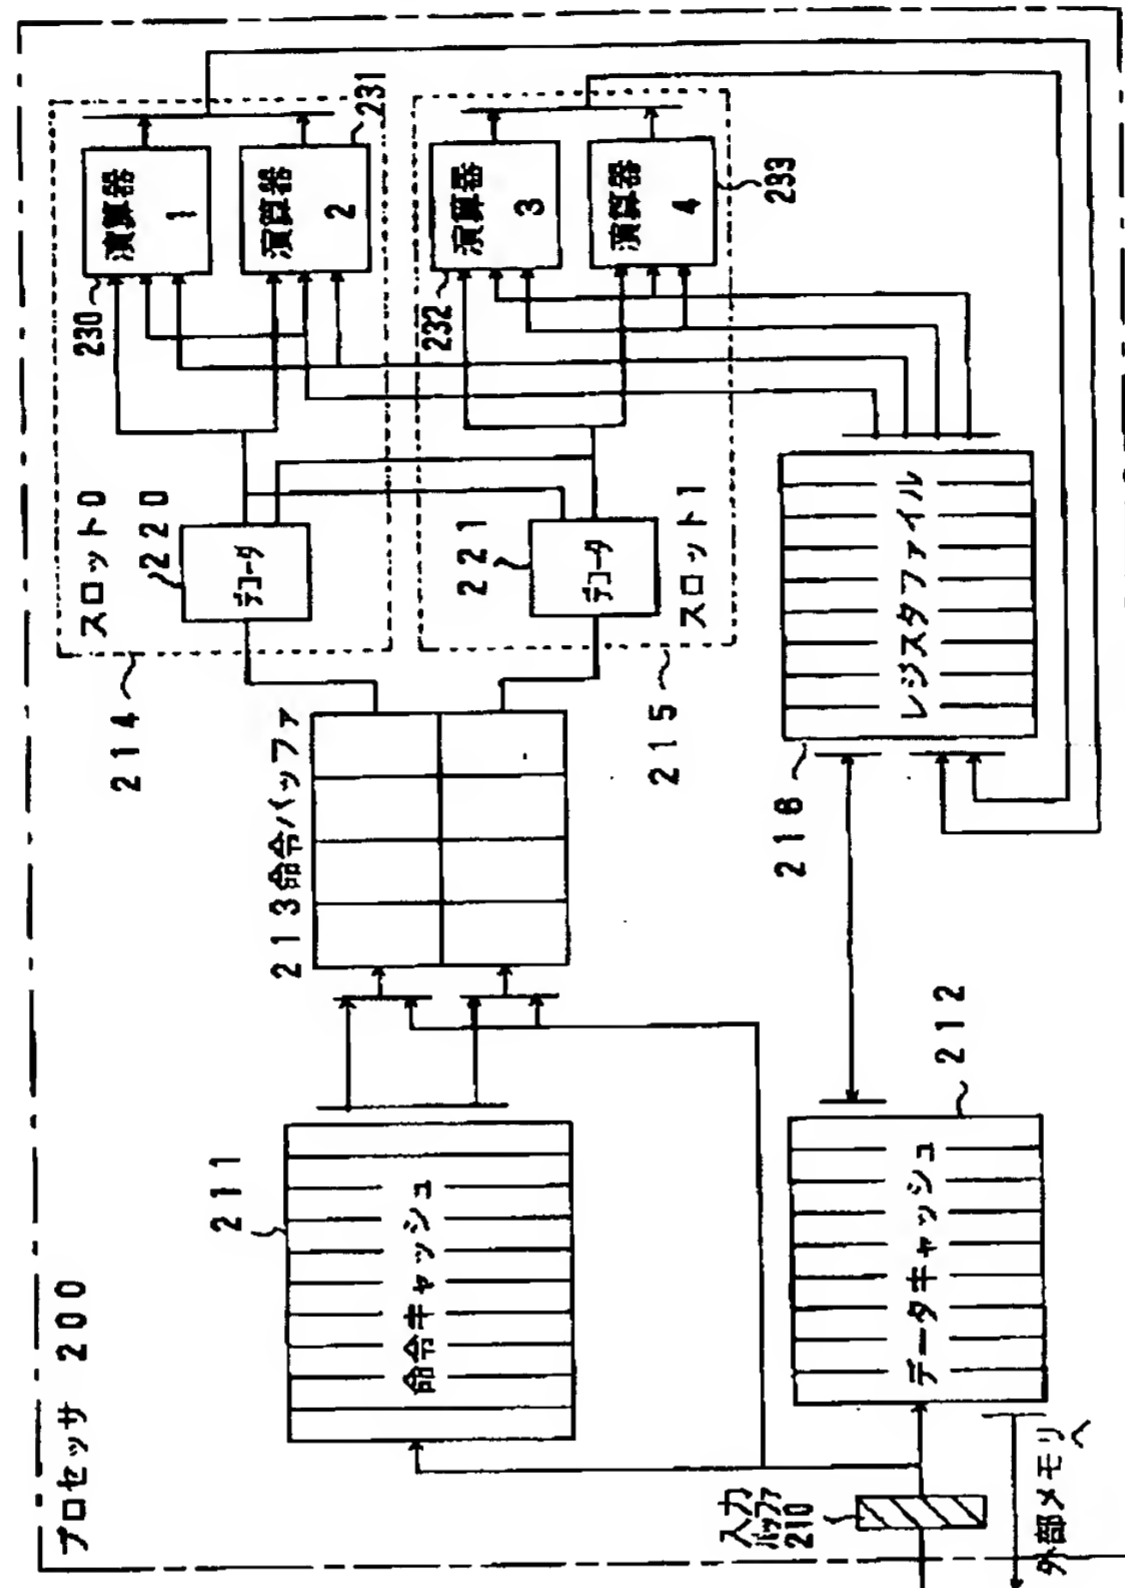 プロセッサ 200
211
命令キャッシュ
213命令バッファ
214
スロット0
220
デコーダ
230
演算器
1
演算器
2
231
215
スロット1
221
デコーダ
232
演算器
3
演算器
4
233
216
レジスタファイル
212
データキャッシュ
入力
バッファ
210
外部メモリ
へ